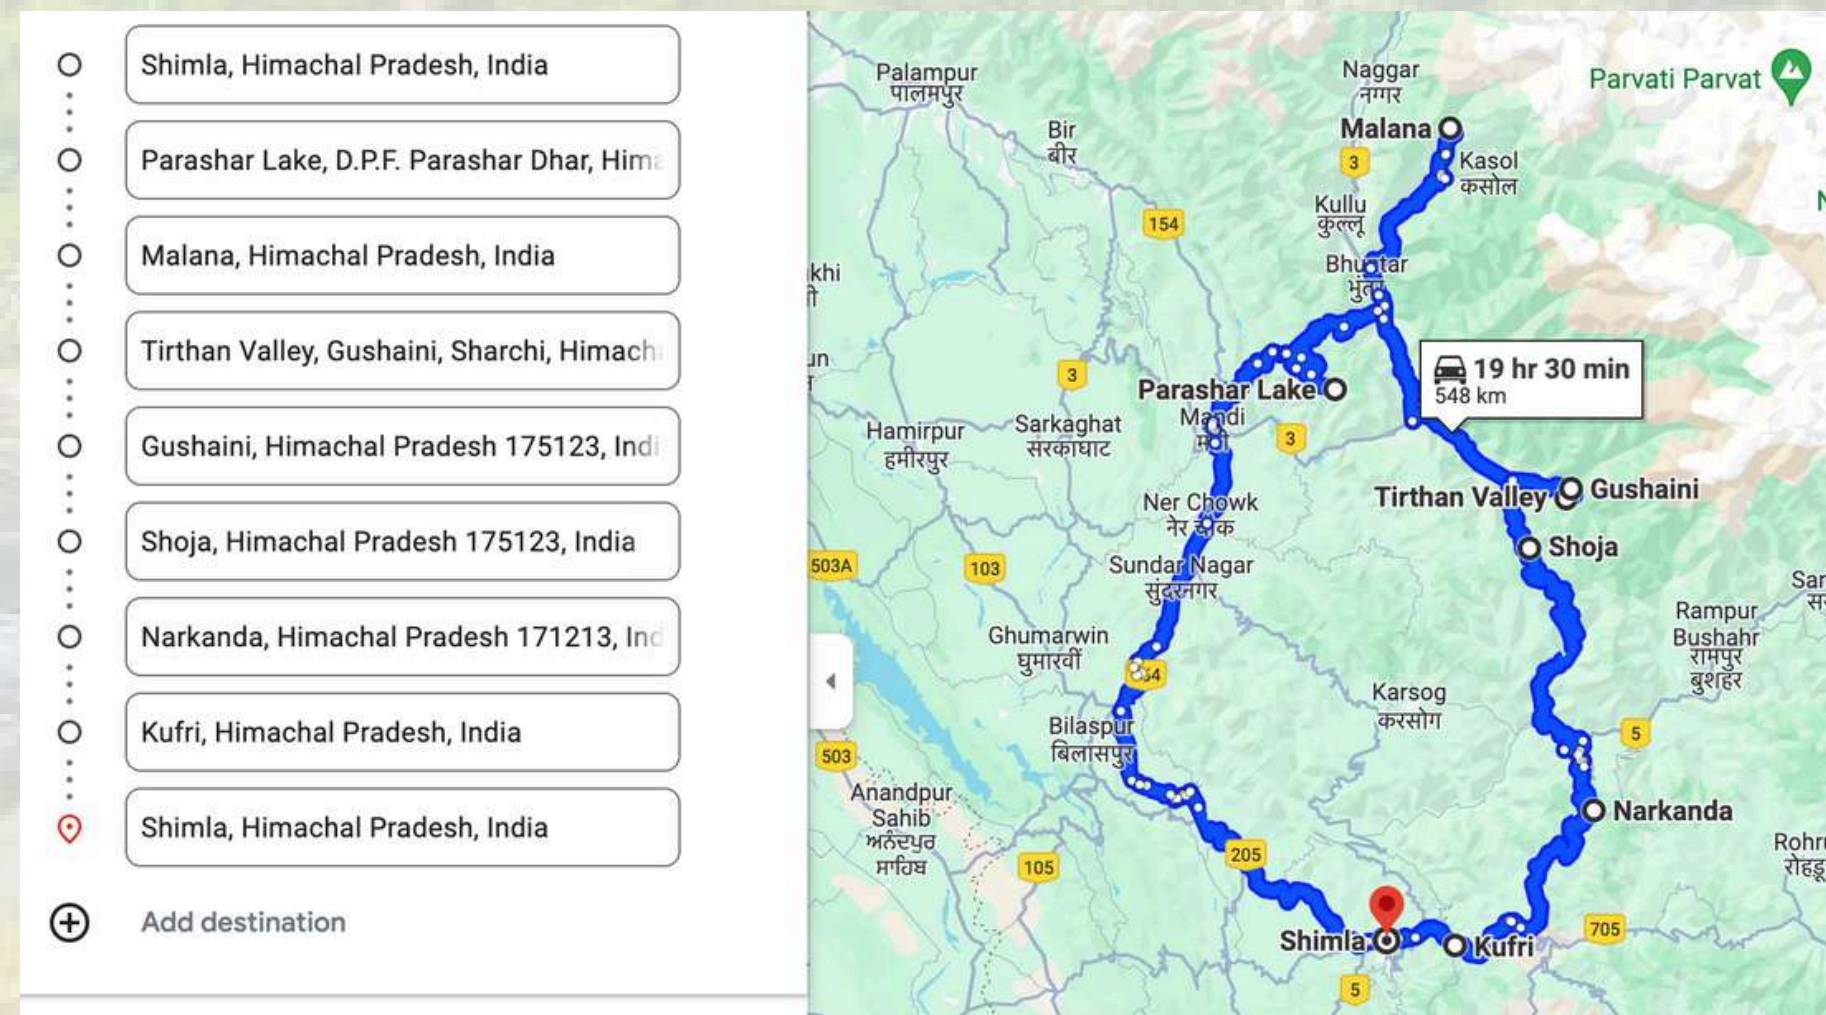 Shimla, Himachal Pradesh, India
Parashar Lake, D.P.F. Parashar Dhar, Hima
Malana, Himachal Pradesh, India
Tirthan Valley, Gushaini, Sharchi, Himach
Gushaini, Himachal Pradesh 175123, Indi
Shoja, Himachal Pradesh 175123, India
Narkanda, Himachal Pradesh 171213, Ind
Kufri, Himachal Pradesh, India
Shimla, Himachal Pradesh, India
Add destination
Palampur
पालमपुर
Naggar
नग्गर
Parvati Parvat
Bir
बीर
Malana
3
Kasol
कसोल
Kullu
कुल्लू
154
Bhuntar
khi
19 hr 30 min
548 km
3
Parashar Lake
Mandi
Hamirpur
हमीरपुर
Sarkaghat
सरकाघाट
3
Ner Chowk
Tirthan Valley
Gushaini
Shoja
503A
103
Sundar Nagar
सुंदरनगर
Ghumarwin
घुमारवीं
Rampur
Bushahr
रामपुर
बुशहर
Karsog
करसोग
Bilaspur
बिलासपुर
5
503
Anandpur
Sahib
ਅਨੰਦਪੁਰ
ਸਾਹਿਬ
Narkanda
205
105
Shimla
Kufri
705
5